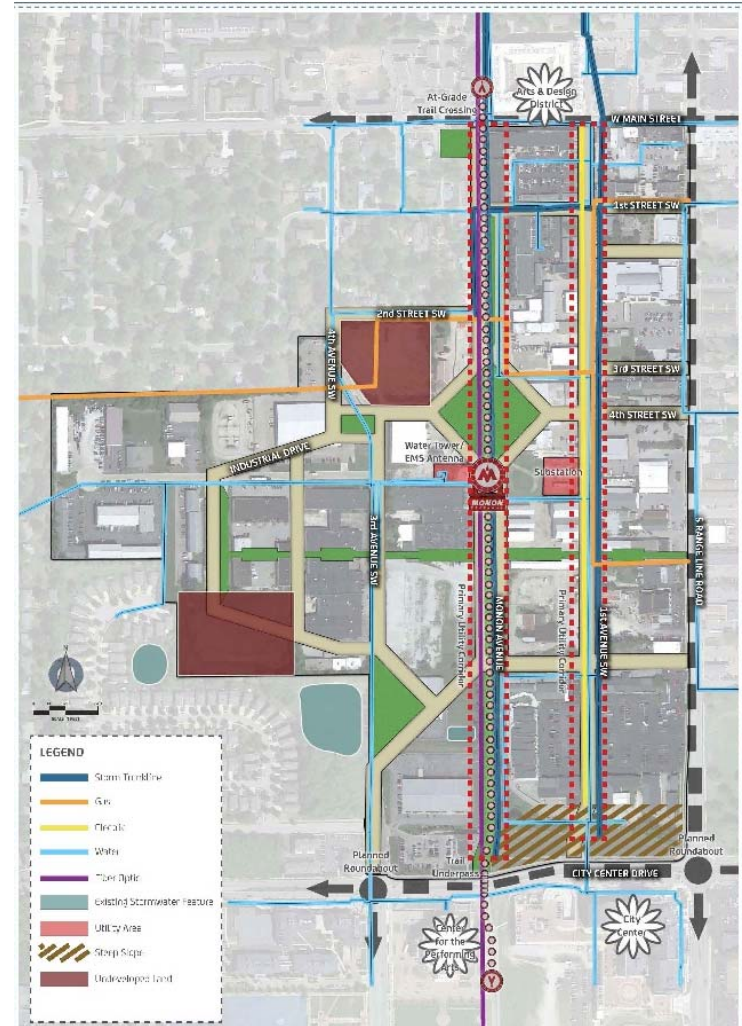 At-Grade
Trail Crossing
A
Arts & Design
District
W MAIN STREET
1st STREET SW
2nd STREET SW
4th AVENUE SW
3rd STREET SW
4th STREET SW
INDUSTRIAL DRIVE
Water Tower/
EMS Antenna
M
MONON
Substation
3rd AVENUE SW
S RANGE LINE ROAD
Primary Utility Corridor
MONON AVENUE
Primary Utility Corridor
1st AVENUE SW
N
LEGEND
Storm Trunkline
Gas
Electric
Water
Fiber Optic
Existing Stormwater Feature
Utility Area
Steep Slope
Undeveloped Land
Planned
Roundabout
Trail
Underpass
Planned
Roundabout
CITY CENTER DRIVE
Center
for the
Performing
Arts
City
Center
Y